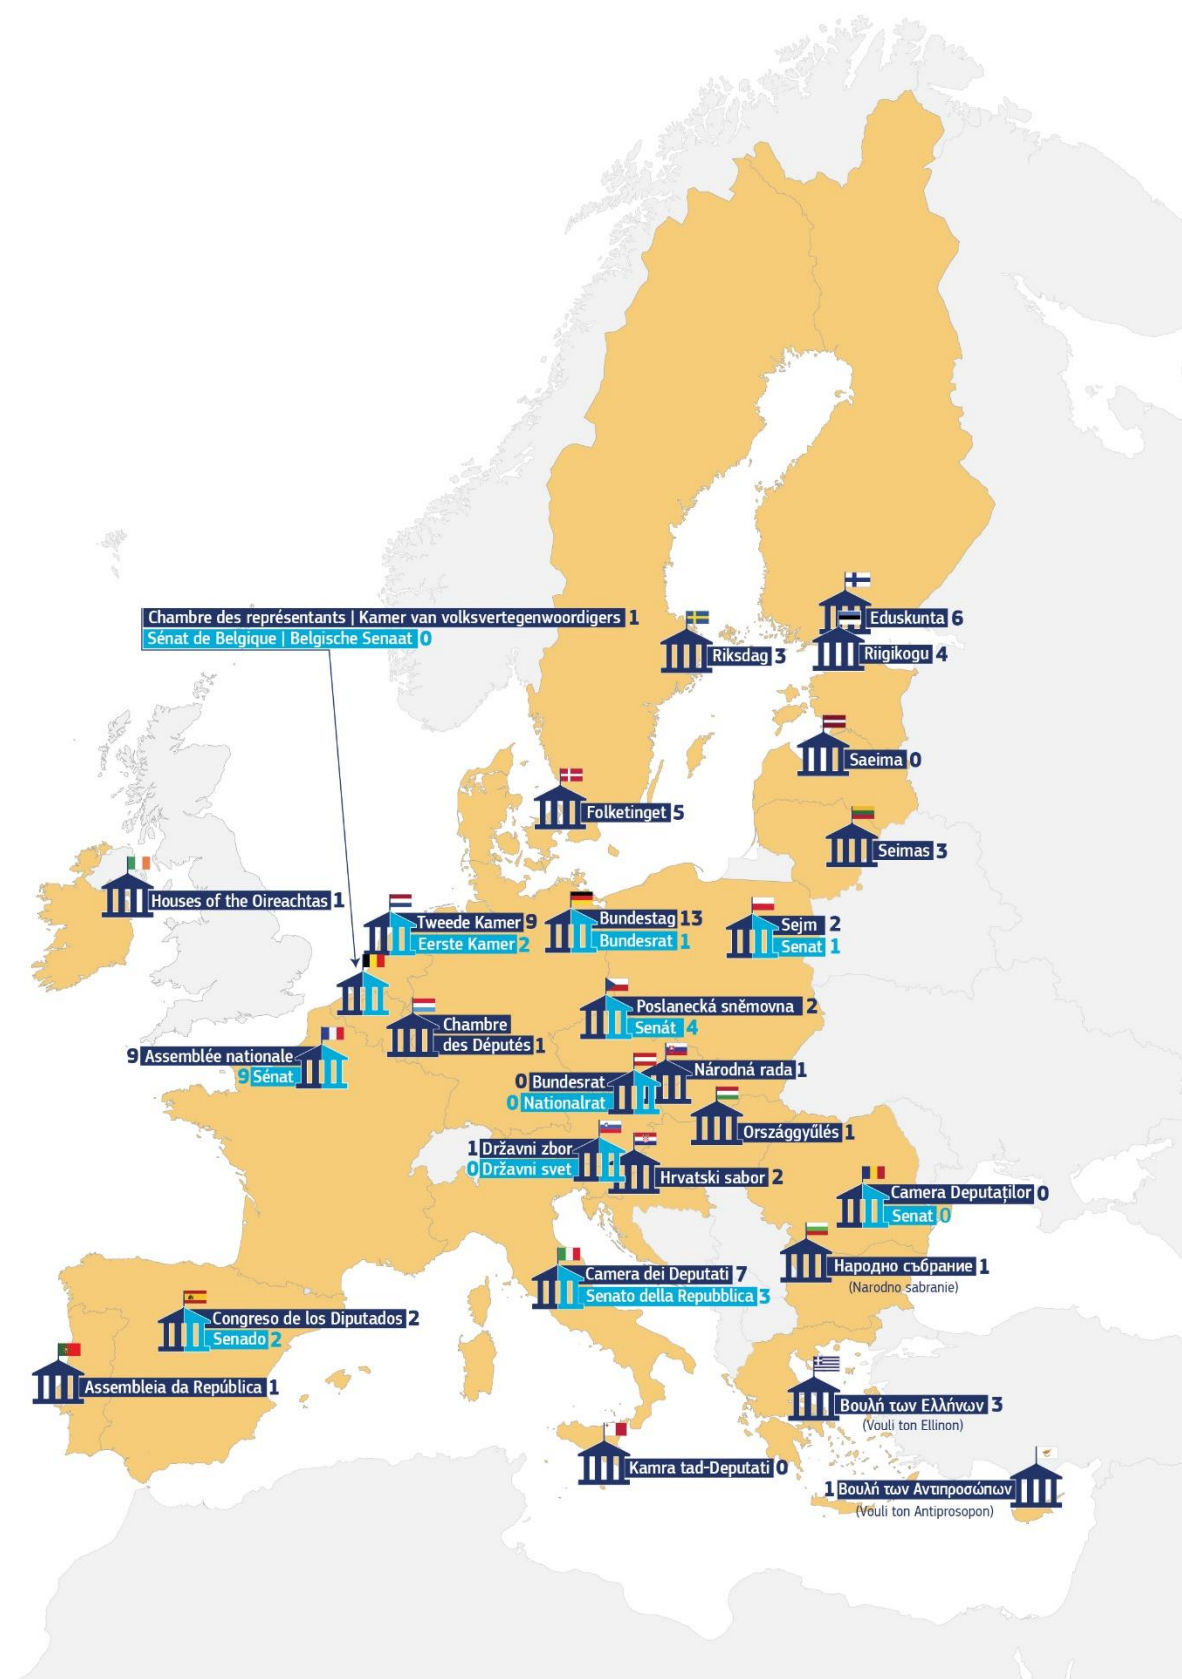 Chambre des représentants | Kamer van volksvertegenwoordigers 1
Sénat de Belgique | Belgische Senaat 0
Eduskunta 6
Riksdag 3
Riigikogu 4
Saeima 0
Folketinget 5
Seimas 3
Houses of the Oireachtas 1
Tweede Kamer 9
Eerste Kamer 2
Bundestag 13
Bundesrat 1
Sejm 2
Senat 1
Poslanecká sněmovna 2
Senát 4
Chambre
des Députés 1
9 Assemblée nationale
9 Sénat
Národná rada 1
0 Bundesrat
0 Nationalrat
Országgyűlés 1
1 Državni zbor
0 Državni svet
Hrvatski sabor 2
Camera Deputaților 0
Senat 0
Народно събрание 1
(Narodno sabranie)
Camera dei Deputati 7
Senato della Repubblica 3
Congreso de los Diputados 2
Senado 2
Assembleia da República 1
Βουλή των Ελλήνων 3
(Vouli ton Ellinon)
Kamra tad-Deputati 0
1 Βουλή των Αντιπροσώπων
(Vouli ton Antiprosopon)